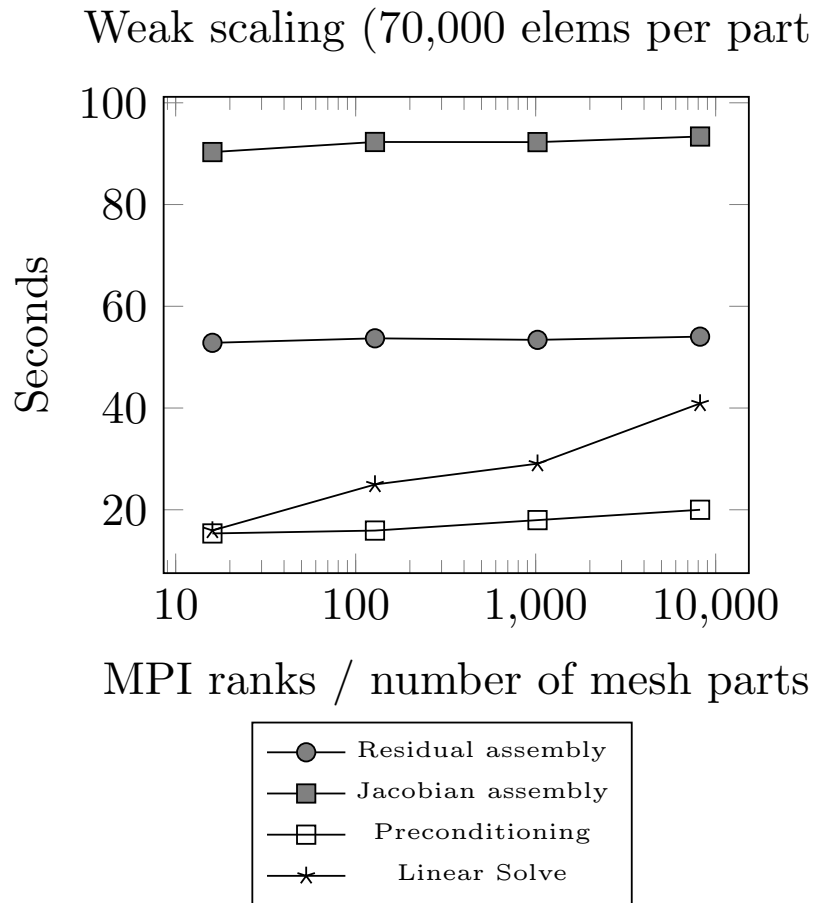 Weak scaling (70,000 elems per part
100
80
60
40
20
Seconds
10 100 1,000 10,000
MPI ranks / number of mesh parts
Residual assembly
Jacobian assembly
Preconditioning
Linear Solve